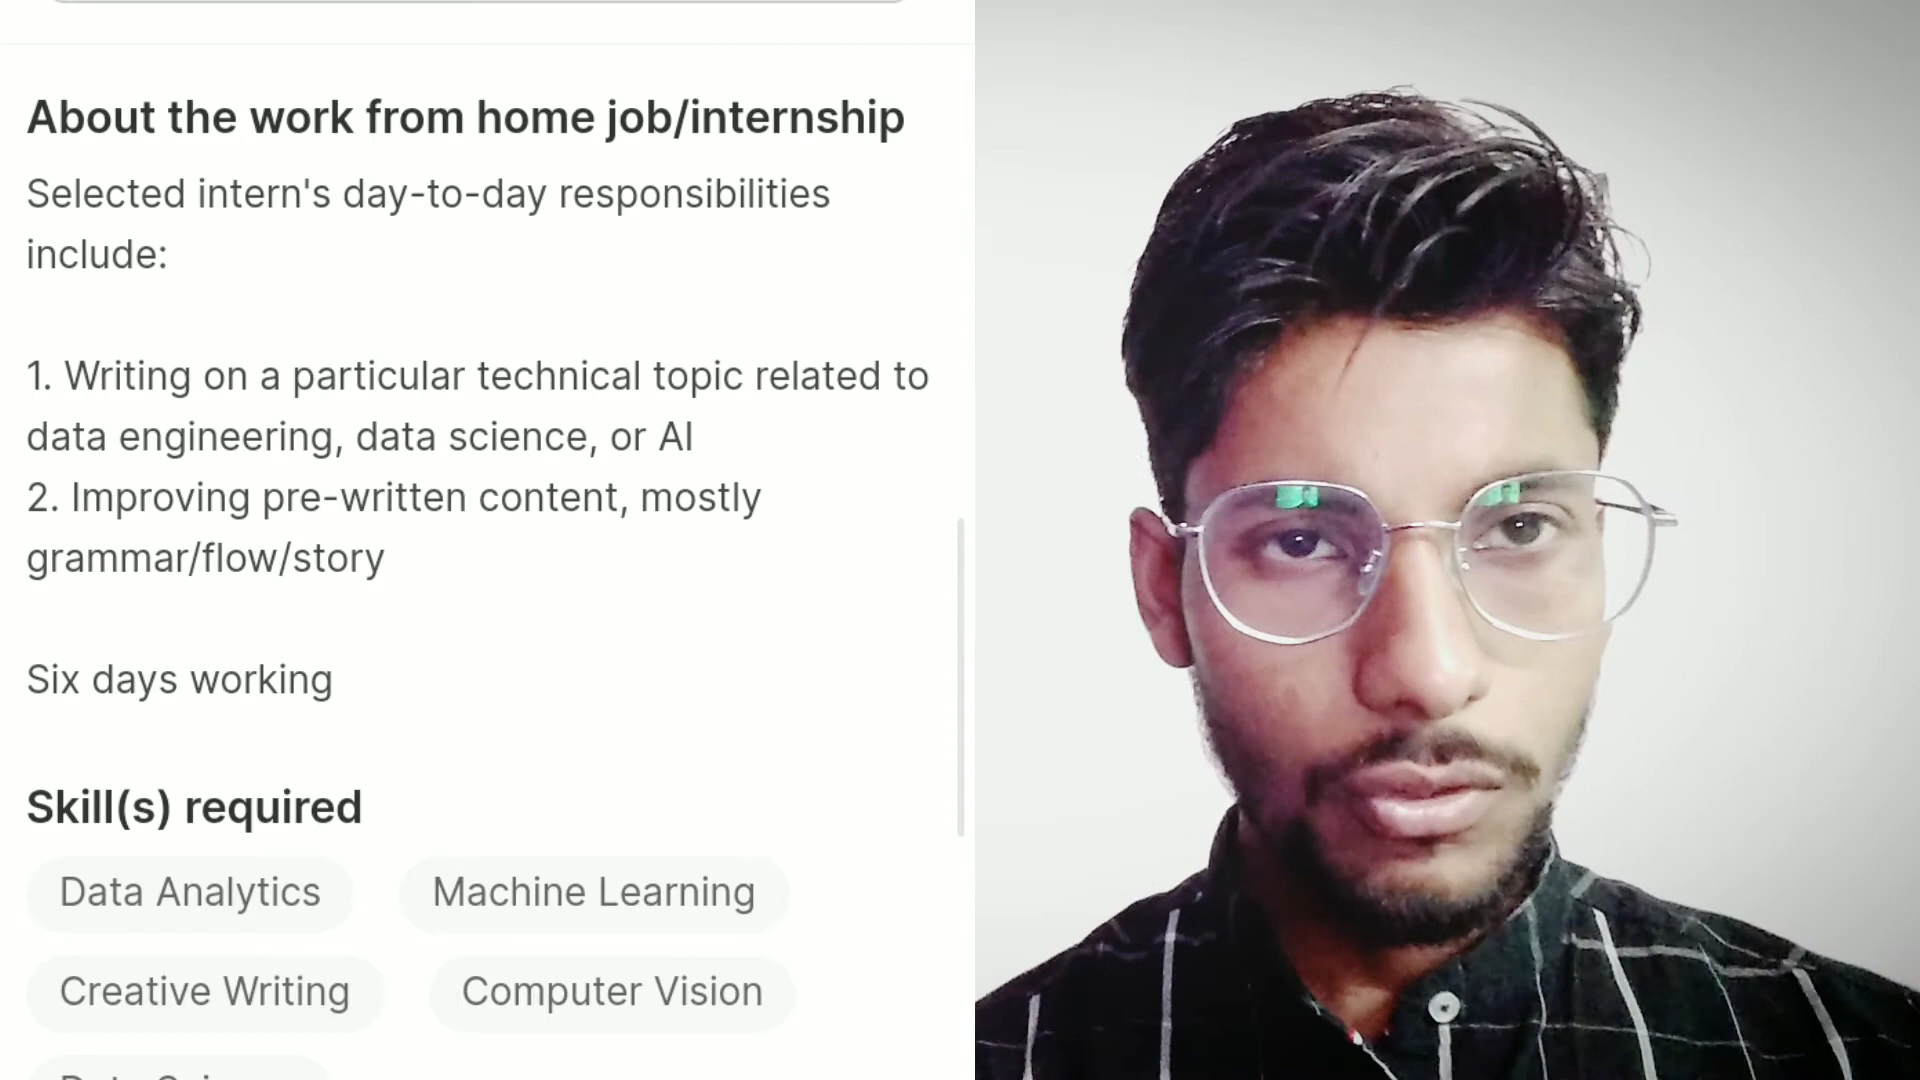 About the work from home job/internship
Selected intern's day-to-day responsibilities
include:
1. Writing on a particular technical topic related to
data engineering, data science, or AI
2. Improving pre-written content, mostly
grammar/flow/story
Six days working
Skill(s) required
Data Analytics
Machine Learning
Creative Writing
Computer Vision